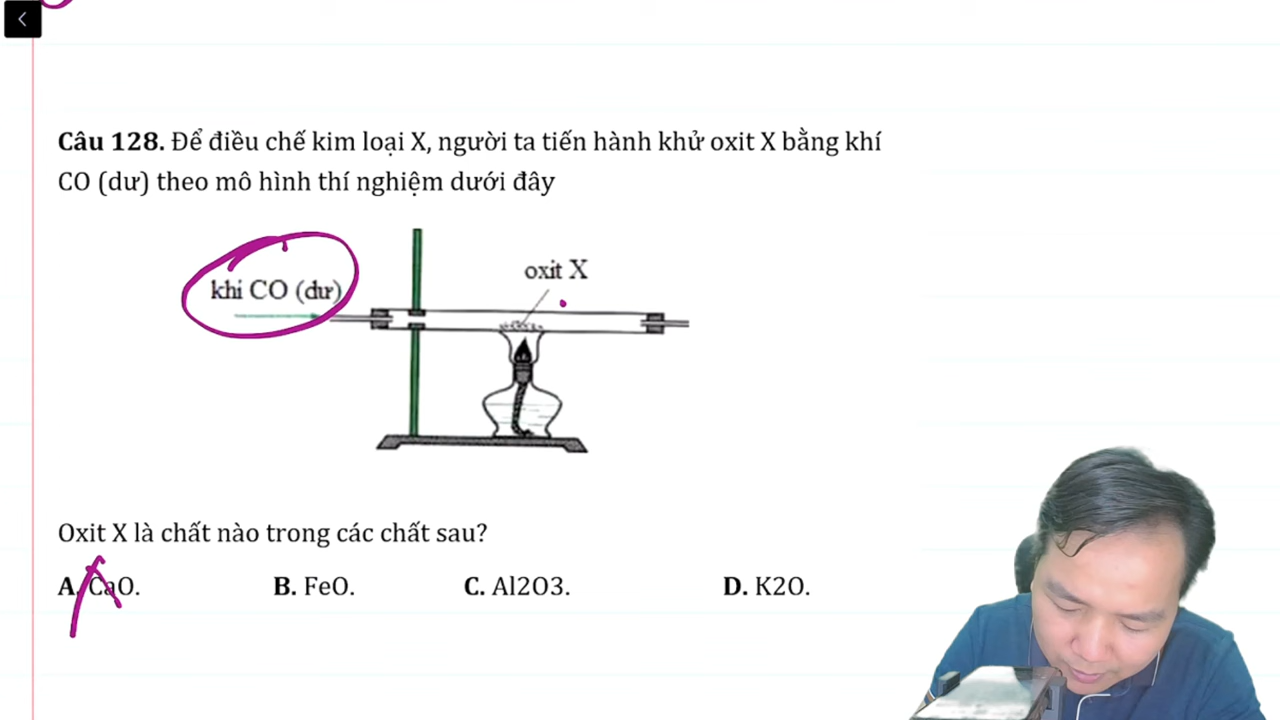 Câu 128. Để điều chế kim loại X, người ta tiến hành khử oxit X bằng khí
CO (dư) theo mô hình thí nghiệm dưới đây
oxit X
khi CO (dư)
Oxit X là chất nào trong các chất sau?
A. CaO. B. FeO. C. Al2O3. D. K2O.